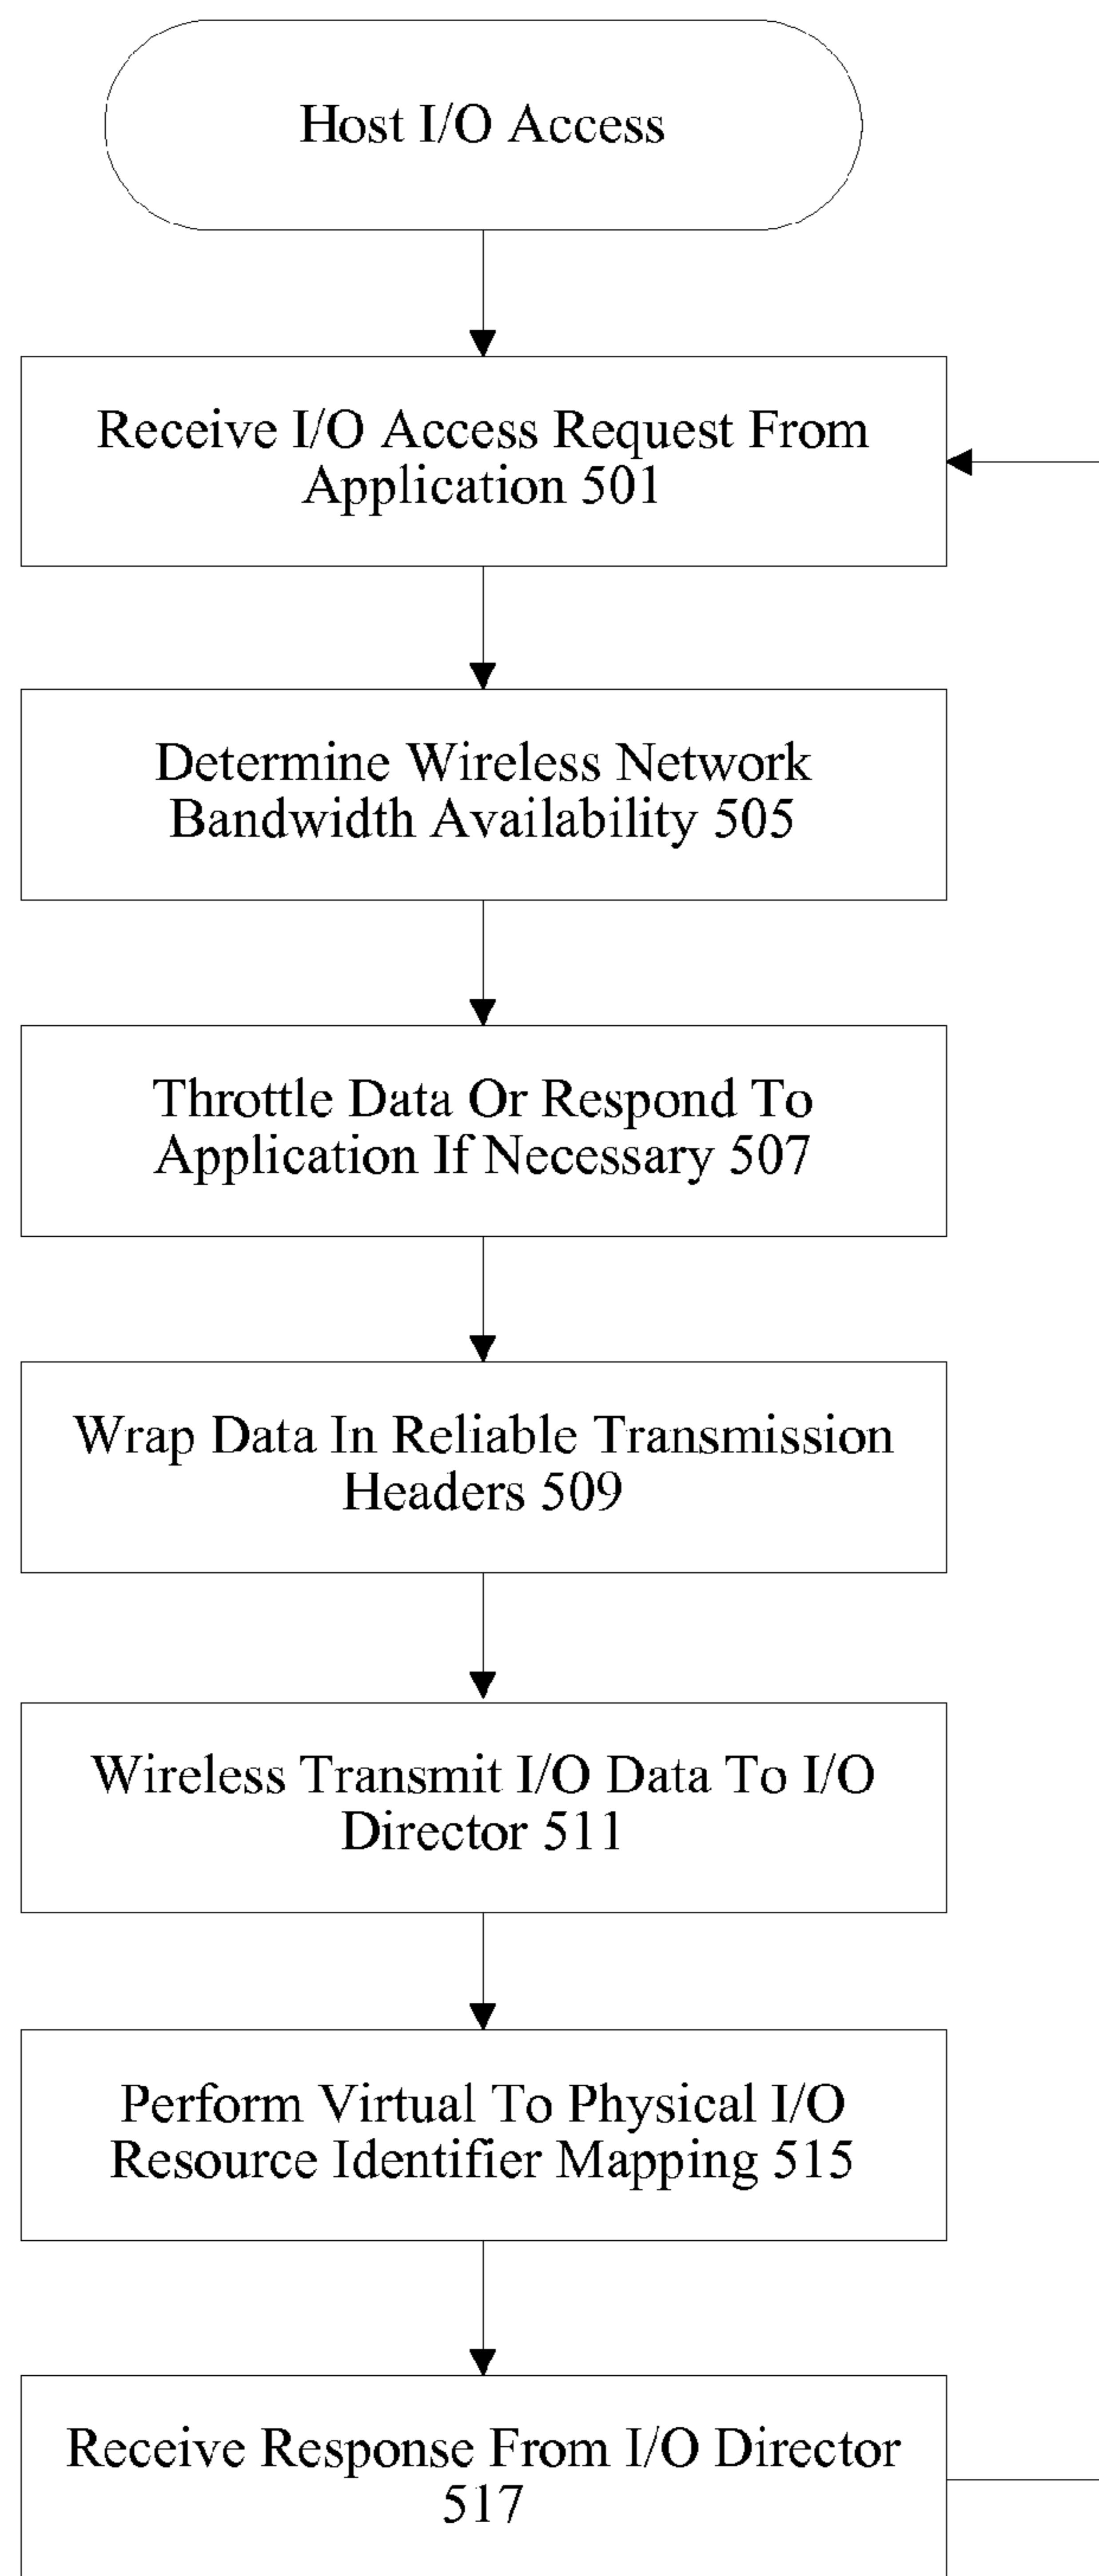 Host I/O Access
Receive I/O Access Request From
Application 501
Determine Wireless Network
Bandwidth Availability 505
Throttle Data Or Respond To
Application If Necessary 507
Wrap Data In Reliable Transmission
Headers 509
Wireless Transmit I/O Data To I/O
Director 511
Perform Virtual To Physical I/O
Resource Identifier Mapping 515
Receive Response From I/O Director
517